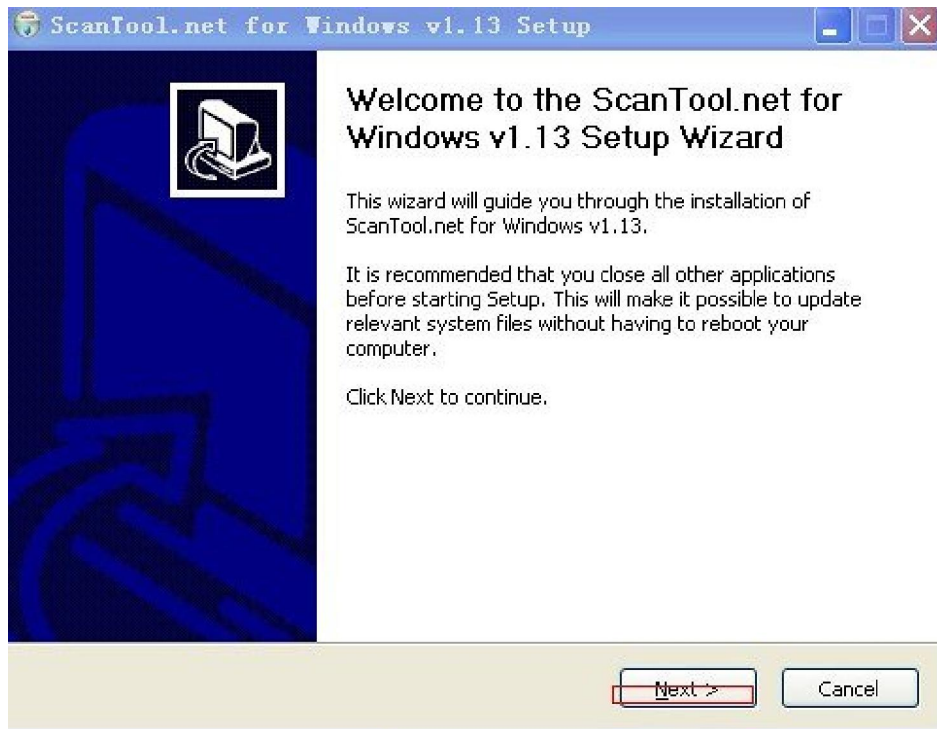 ScanTool.net for Windows v1.13 Setup
Welcome to the ScanTool.net for
Windows v1.13 Setup Wizard
This wizard will guide you through the installation of
ScanTool.net for Windows v1.13.
It is recommended that you close all other applications
before starting Setup. This will make it possible to update
relevant system files without having to reboot your
computer.
Click Next to continue.
Next >
Cancel